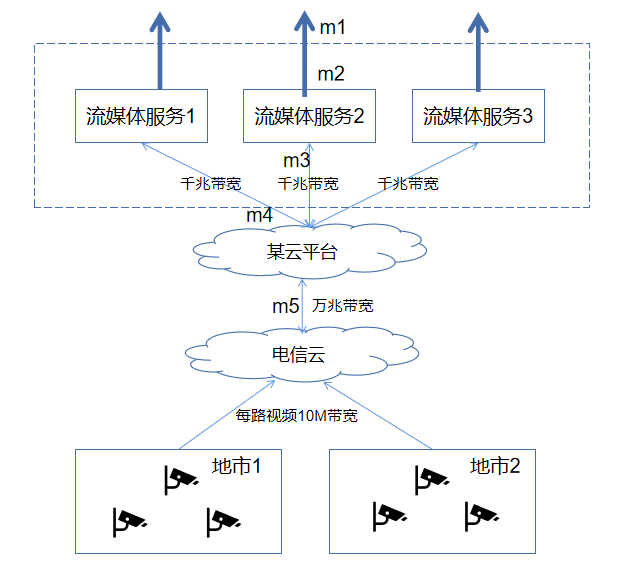 m1
m2
流媒体服务1
流媒体服务2
流媒体服务3
m3
千兆带宽
千兆带宽
千兆带宽
m4
某云平台
m5
万兆带宽
电信云
每路视频10M带宽
地市1
地市2